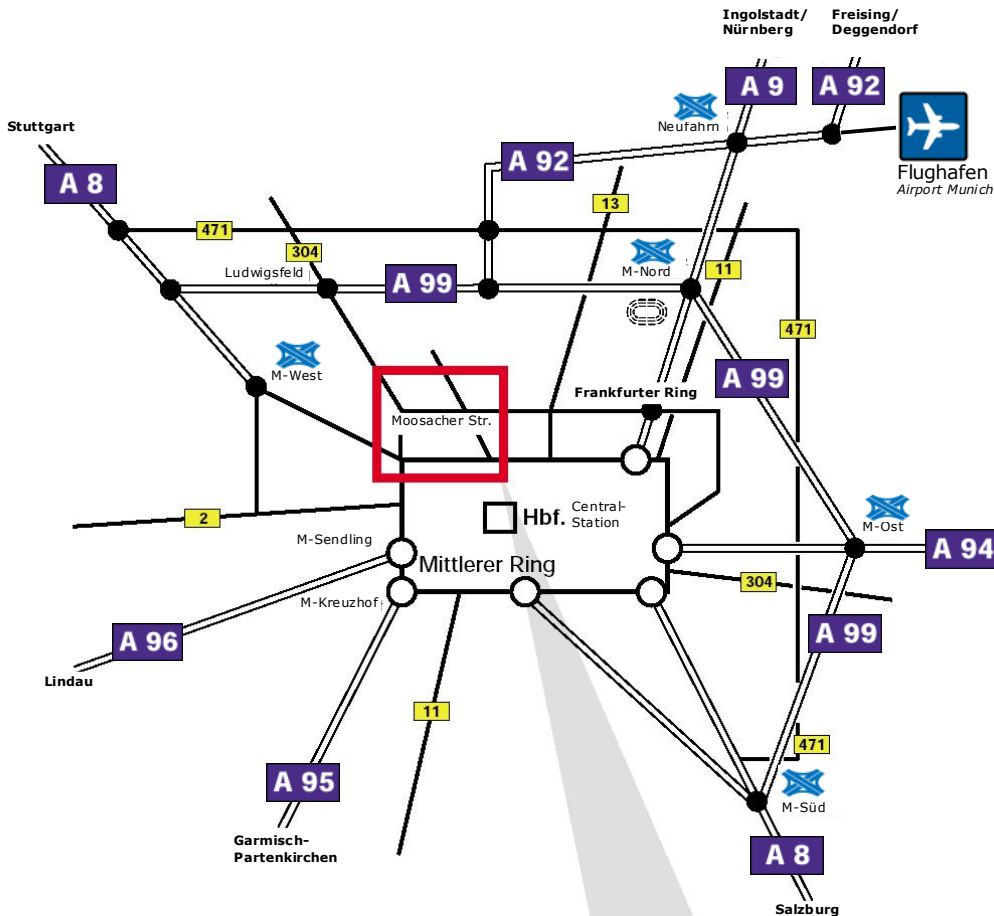 Ingolstadt/
Nürnberg
Freising/
Deggendorf
A 9
A 92
Neufahrn
Stuttgart
A 92
Flughafen
Airport Munich
A 8
13
471
304
M-Nord
11
Ludwigsfeld
A 99
471
M-West
A 99
Frankfurter Ring
Moosacher Str.
2
Hbf.
Central-
Station
M-Ost
M-Sendling
A 94
Mittlerer Ring
304
M-Kreuzhof
A 96
A 99
Lindau
11
471
A 95
M-Süd
Garmisch-
Partenkirchen
A 8
Salzburg